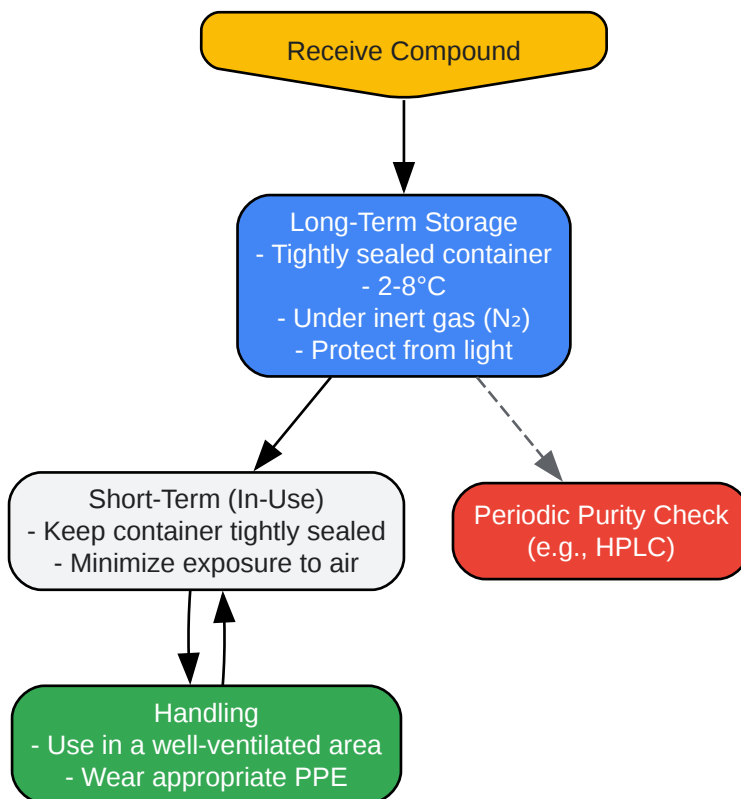 Receive Compound
Long-Term Storage
- Tightly sealed container
- 2-8°C
- Under inert gas (N₂)
- Protect from light
Short-Term (In-Use)
- Keep container tightly sealed
- Minimize exposure to air
Periodic Purity Check
(e.g., HPLC)
Handling
- Use in a well-ventilated area
- Wear appropriate PPE